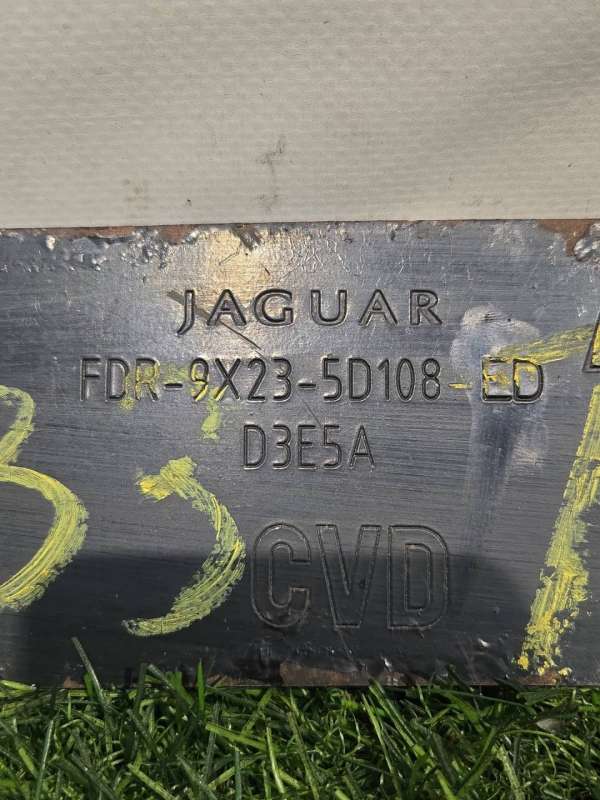 JAGUAR
FDR-9X23-5D108-ED
D3E5A
CVD